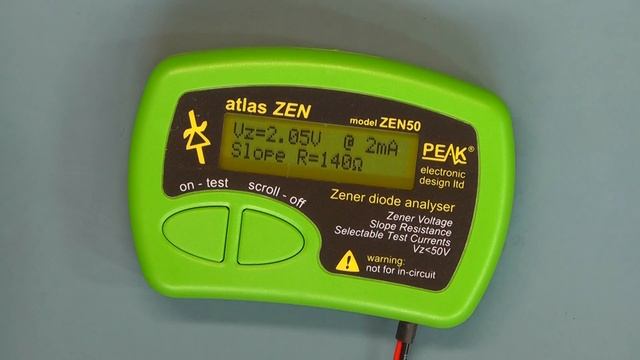 atlas ZEN
model ZEN50
Vz=2.05V @ 2mA
Slope R=140Ω
PEAK®
electronic
design ltd
on - test
scroll - off
Zener diode analyser
Zener Voltage
Slope Resistance
Selectable Test Currents
Vz<50V
warning:
not for in-circuit